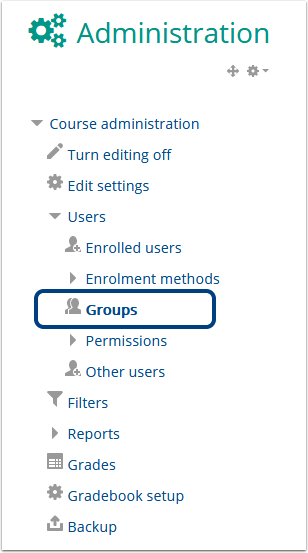 Administration
Course administration
Turn editing off
Edit settings
Users
Enrolled users
Enrolment methods
Groups
Permissions
Other users
Filters
Reports
Grades
Gradebook setup
Backup